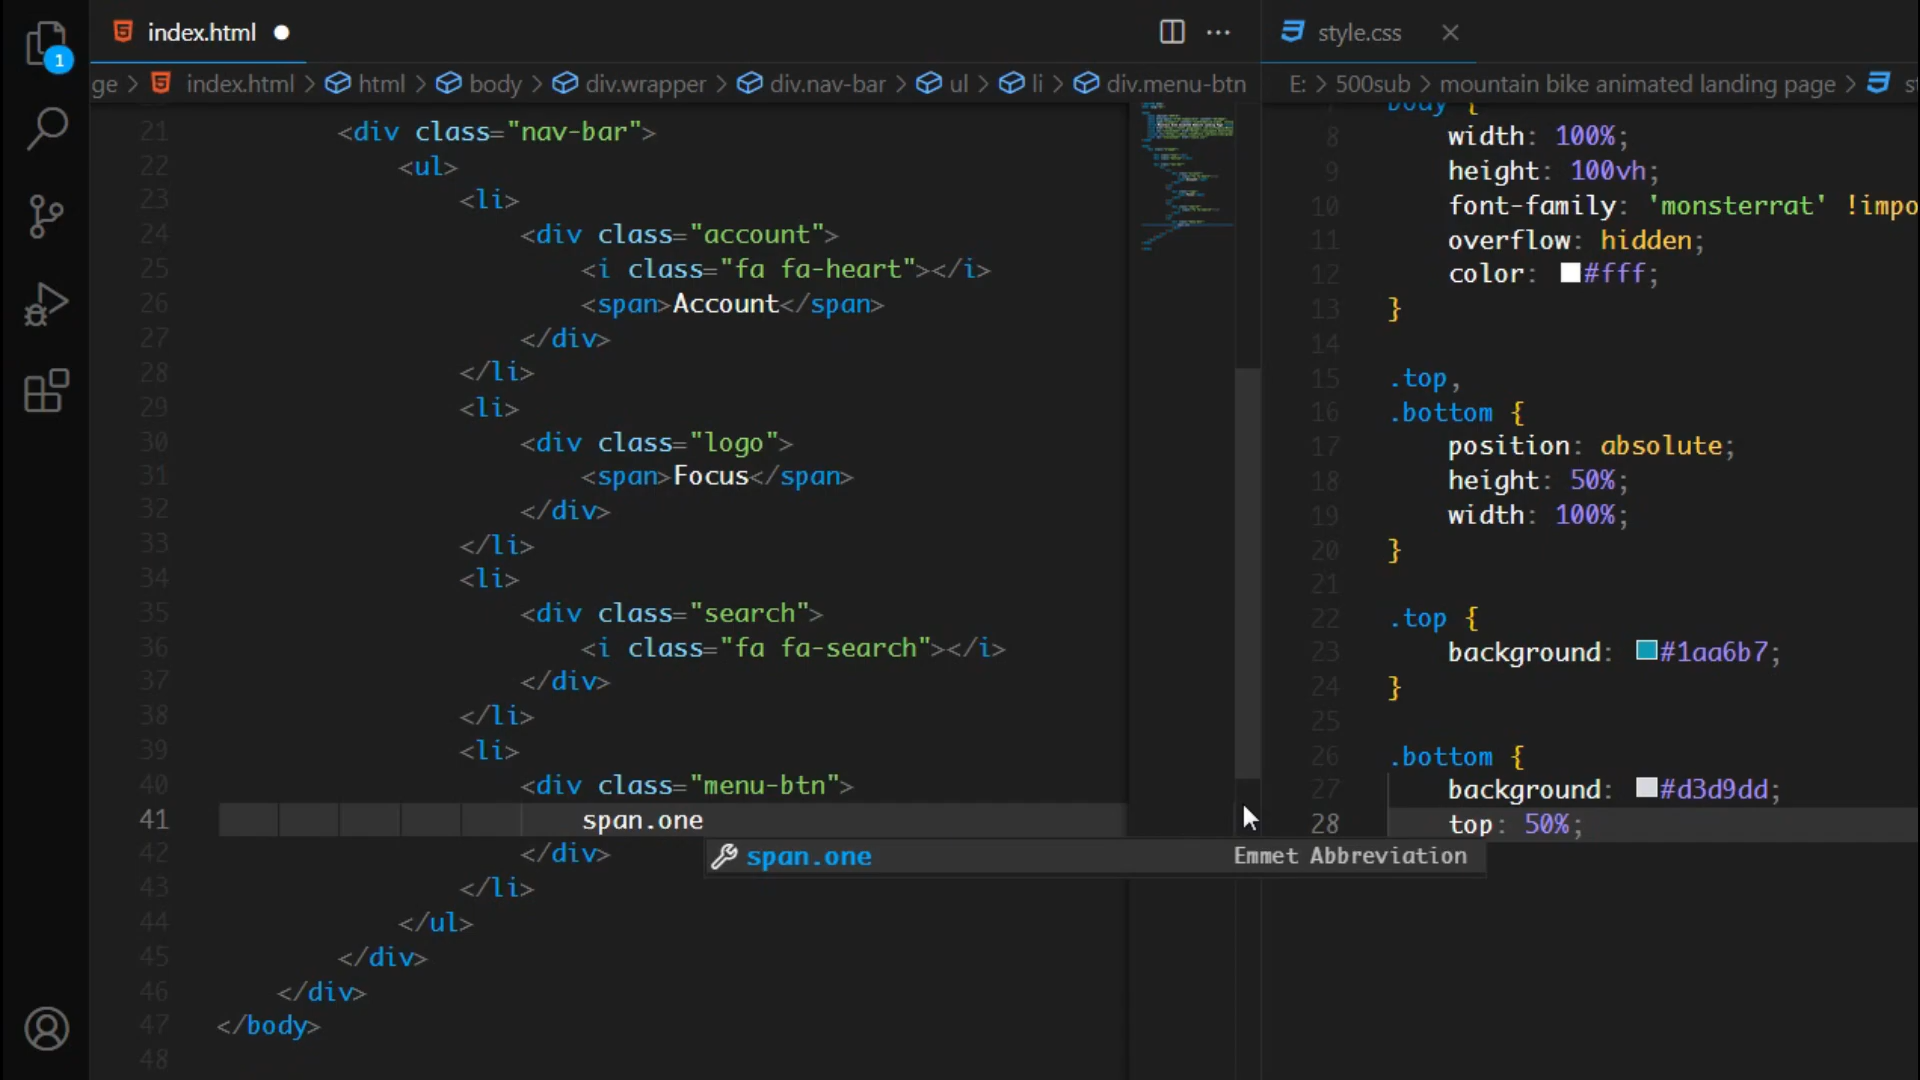 index.html
style.css
1
ge > index.html > html > body > div.wrapper > div.nav-bar > ul > li > div.menu-btn
E: > 500sub > mountain bike animated landing page > st
21 <div class="nav-bar">
22 <ul>
23 <li>
24 <div class="account">
25 <i class="fa fa-heart"></i>
26 <span>Account</span>
27 </div>
28 </li>
29 <li>
30 <div class="logo">
31 <span>Focus</span>
32 </div>
33 </li>
34 <li>
35 <div class="search">
36 <i class="fa fa-search"></i>
37 </div>
38 </li>
39 <li>
40 <div class="menu-btn">
41 span.one
span.one Emmet Abbreviation
42 </div>
43 </li>
44 </ul>
45 </div>
46 </div>
47 </body>
48
body {
8 width: 100%;
9 height: 100vh;
10 font-family: 'monsterrat' !impo
11 overflow: hidden;
12 color: #fff;
13 }
14
15 .top,
16 .bottom {
17 position: absolute;
18 height: 50%;
19 width: 100%;
20 }
21
22 .top {
23 background: #1aa6b7;
24 }
25
26 .bottom {
27 background: #d3d9dd;
28 top: 50%;